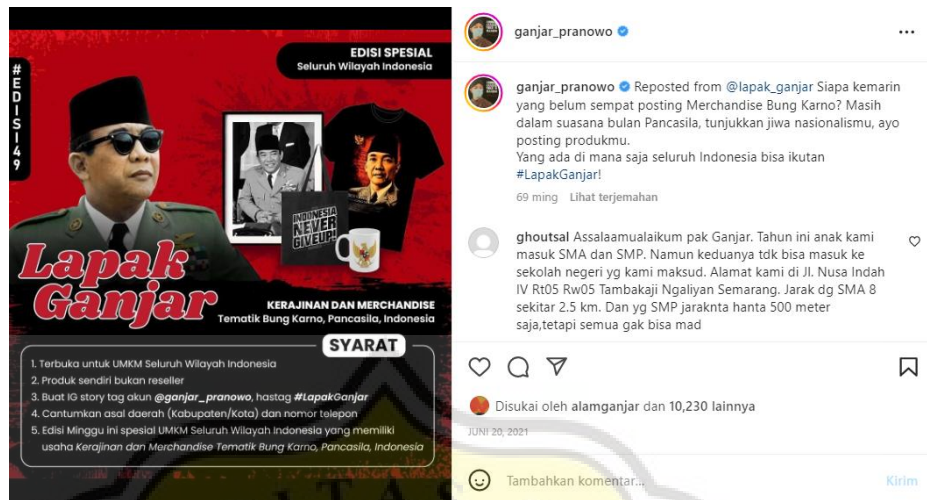 #EDISI49
EDISI SPESIAL
Seluruh Wilayah Indonesia
INDONESIA
NEVER
GIVEUP!
Lapak
Ganjar
KERAJINAN DAN MERCHANDISE
Tematik Bung Karno, Pancasila, Indonesia
SYARAT
1. Terbuka untuk UMKM Seluruh Wilayah Indonesia
2. Produk sendiri bukan reseller
3. Buat IG story tag akun @ganjar_pranowo, hastag #LapakGanjar
4. Cantumkan asal daerah (Kabupaten/Kota) dan nomor telepon
5. Edisi Minggu ini spesial UMKM Seluruh Wilayah Indonesia yang memiliki
usaha Kerajinan dan Merchandise Tematik Bung Karno, Pancasila, Indonesia
ganjar_pranowo
ganjar_pranowo Reposted from @lapak_ganjar Siapa kemarin
yang belum sempat posting Merchandise Bung Karno? Masih
dalam suasana bulan Pancasila, tunjukkan jiwa nasionalismu, ayo
posting produkmu.
Yang ada di mana saja seluruh Indonesia bisa ikutan
#LapakGanjar!
69 ming Lihat terjemahan
ghoutsal Assalaamualaikum pak Ganjar. Tahun ini anak kami
masuk SMA dan SMP. Namun keduanya tdk bisa masuk ke
sekolah negeri yg kami maksud. Alamat kami di Jl. Nusa Indah
IV Rt05 Rw05 Tambakaji Ngaliyan Semarang. Jarak dg SMA 8
sekitar 2.5 km. Dan yg SMP jaraknta hanta 500 meter
saja,tetapi semua gak bisa mad
Disukai oleh alamganjar dan 10,230 lainnya
JUNI 20, 2021
Tambahkan komentar...
Kirim